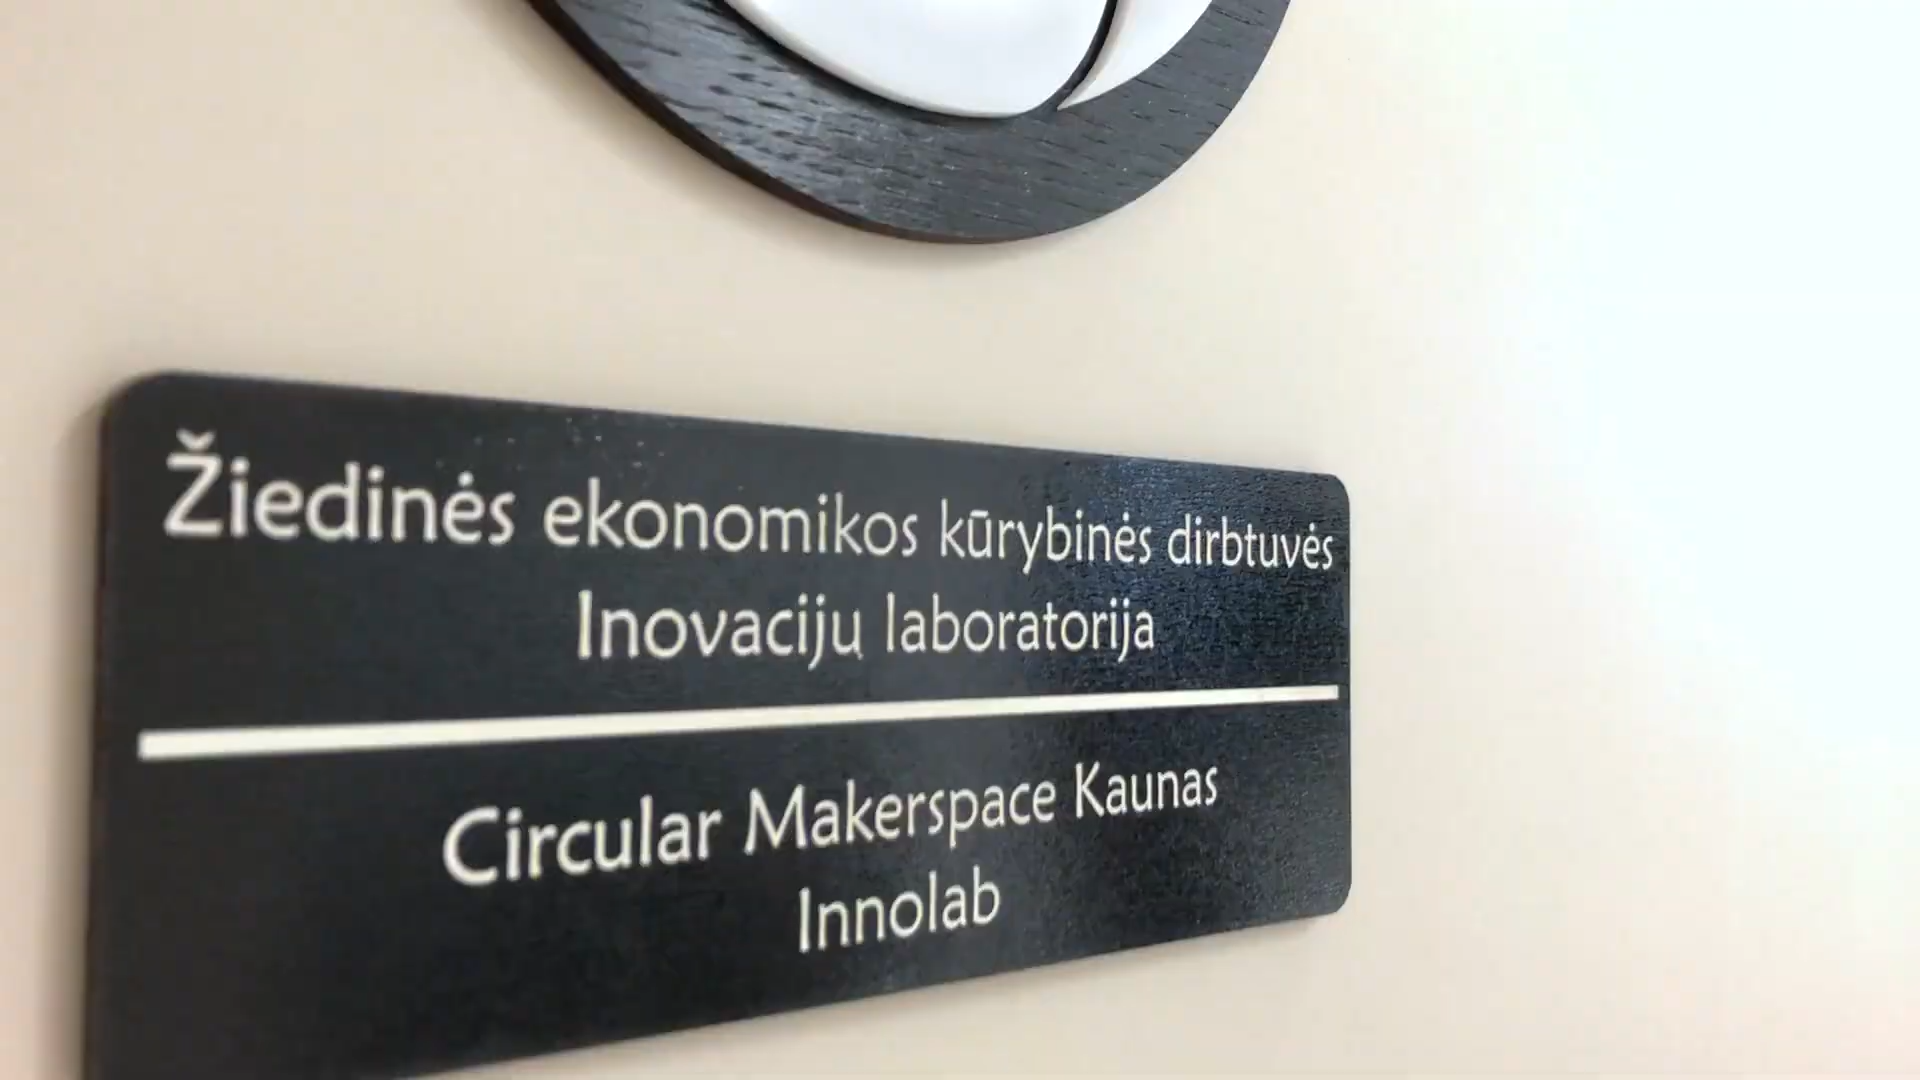 Žiedinės ekonomikos kūrybinės dirbtuvės
Inovacijų laboratorija
Circular Makerspace Kaunas
Innolab